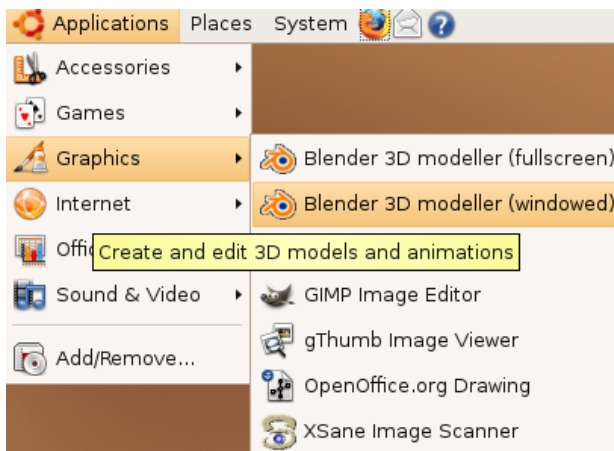 Applications Places System
Accessories
Games
Graphics
Internet
Offi
Sound & Video
Add/Remove...
Blender 3D modeller (fullscreen)
Blender 3D modeller (windowed)
Create and edit 3D models and animations
GIMP Image Editor
gThumb Image Viewer
OpenOffice.org Drawing
XSane Image Scanner